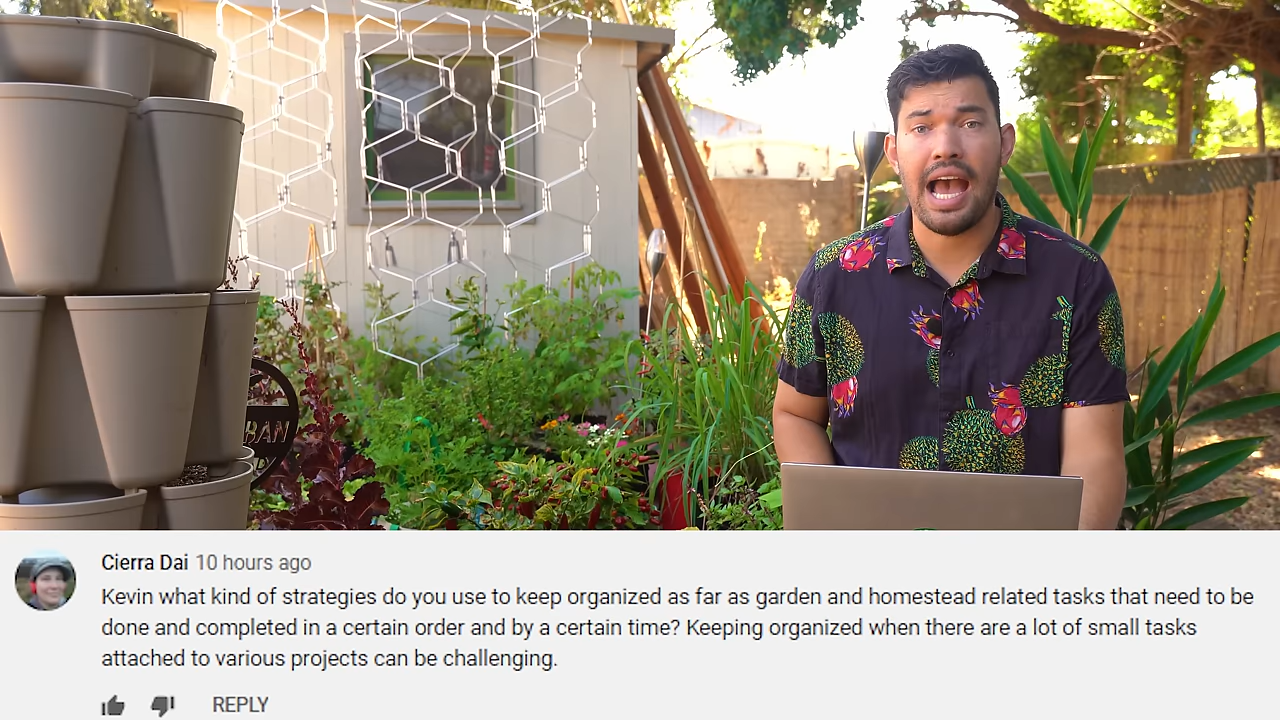 BAN
Cierra Dai 10 hours ago
Kevin what kind of strategies do you use to keep organized as far as garden and homestead related tasks that need to be
done and completed in a certain order and by a certain time? Keeping organized when there are a lot of small tasks
attached to various projects can be challenging.
REPLY